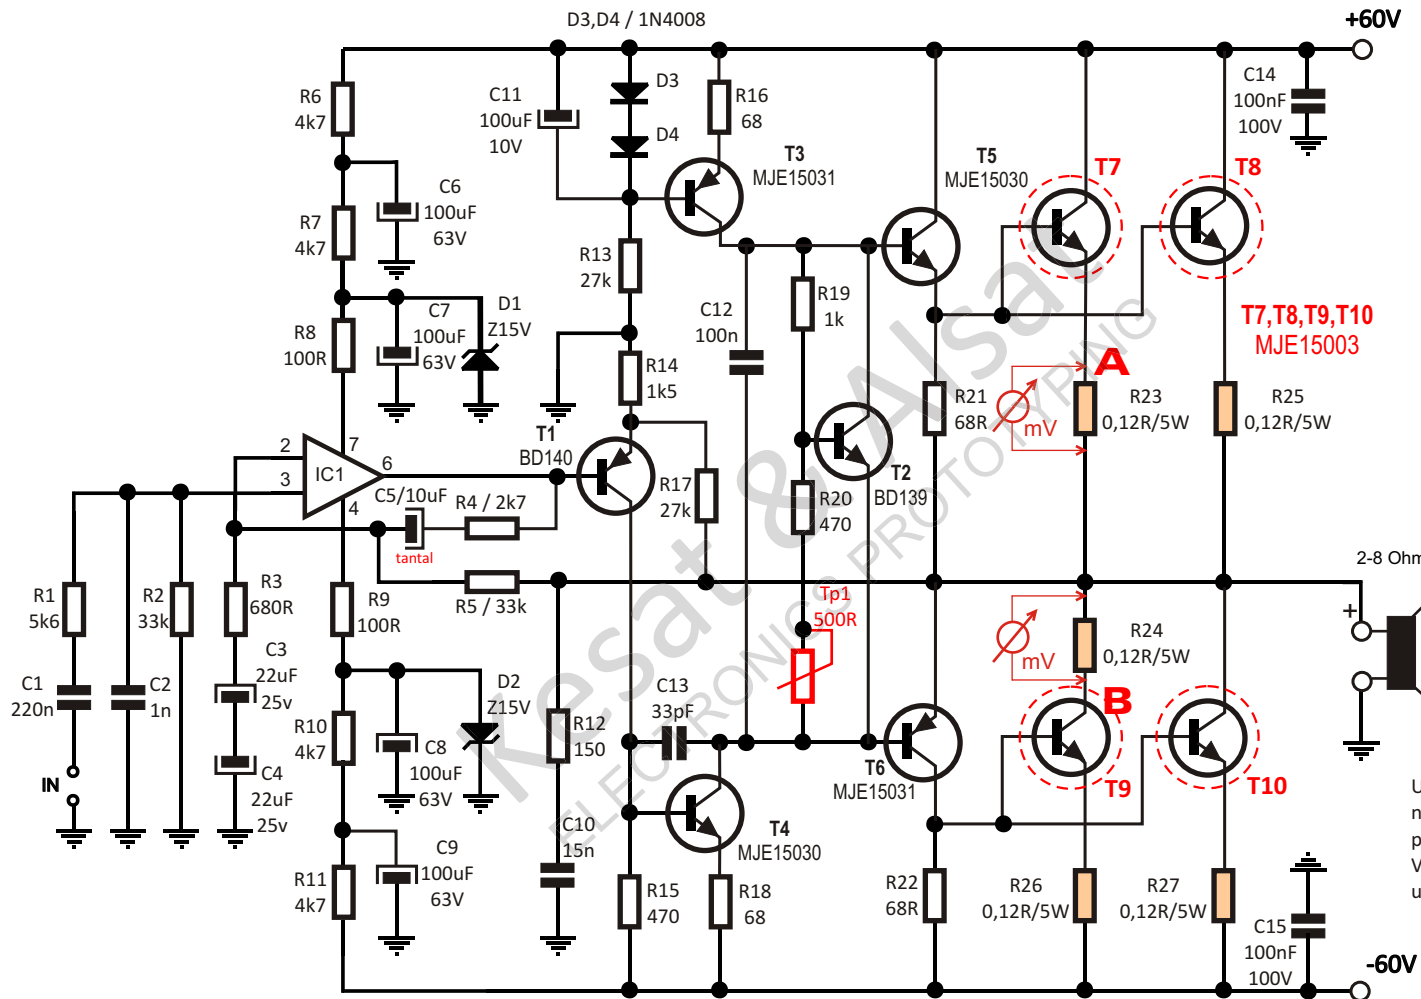 D3,D4 / 1N4008
+60V
R6
4k7
C11
100uF
10V
D3
D4
R16
68
C14
100nF
100V
T3
MJE15031
T5
MJE15030
T7
T8
C6
100uF
63V
R7
4k7
R13
27k
C7
100uF
63V
D1
Z15V
R8
100R
C12
100n
R19
1k
T7,T8,T9,T10
MJE15003
R14
1k5
A
R21
68R
mV
R23
0,12R/5W
R25
0,12R/5W
T1
BD140
2
3
7
6
4
IC1
T2
BD139
C5/10uF
tantal
R4 / 2k7
R17
27k
R20
470
R1
5k6
R2
33k
R3
680R
R9
100R
R5 / 33k
Tp1
500R
2-8 Ohm
+
mV
R24
0,12R/5W
C1
220n
C2
1n
C3
22uF
25v
C4
22uF
25v
R10
4k7
C8
100uF
63V
D2
Z15V
R12
150
C13
33pF
B
T6
MJE15031
T9
T10
IN
T4
MJE15030
C10
15n
C9
100uF
63V
R11
4k7
R15
470
R18
68
R22
68R
R26
0,12R/5W
R27
0,12R/5W
C15
100nF
100V
-60V
U
n
p
V
u
Kesat & Alsat
ELECTRONICS PROTOTYPING